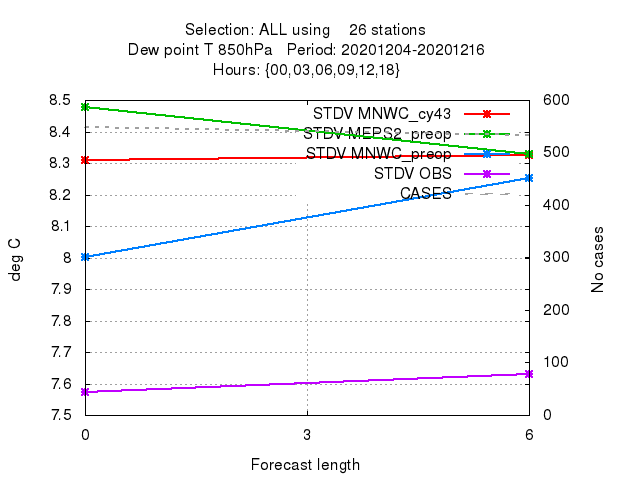 Selection: ALL using 26 stations
Dew point T 850hPa Period: 20201204-20201216
Hours: {00,03,06,09,12,18}
8.5
8.4
8.3
8.2
8.1
8
7.9
7.8
7.7
7.6
7.5
deg C
STDV MNWC_cy43
STDV MEPS2_preop
STDV MNWC_preop
STDV OBS
CASES
600
500
400
300
200
100
0
No cases
0 3 6
Forecast length